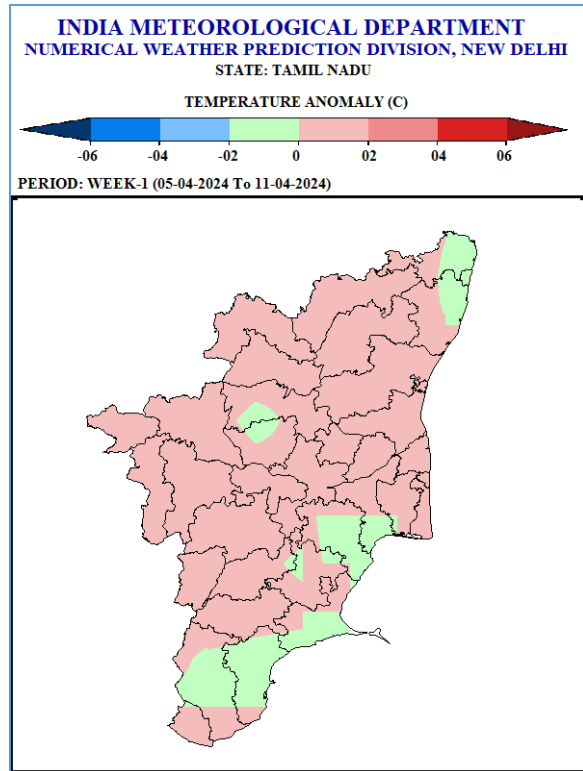 INDIA METEOROLOGICAL DEPARTMENT
NUMERICAL WEATHER PREDICTION DIVISION, NEW DELHI
STATE: TAMIL NADU
TEMPERATURE ANOMALY (C)
-06 -04 -02 0 02 04 06
PERIOD: WEEK-1 (05-04-2024 To 11-04-2024)